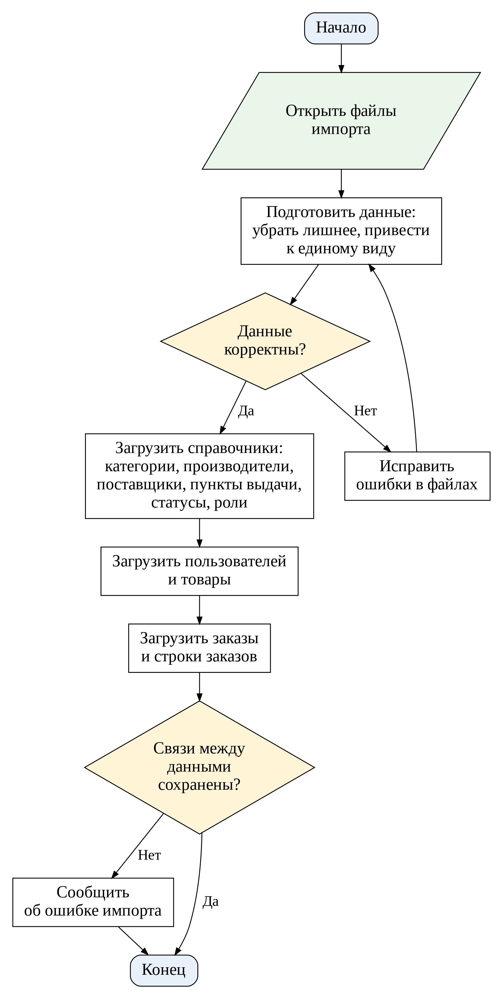 Начало
Открыть файлы
импорта
Подготовить данные:
убрать лишнее, привести
к единому виду
Данные
корректны?
Да
Нет
Загрузить справочники:
категории, производители,
поставщики, пункты выдачи,
статусы, роли
Исправить
ошибки в файлах
Загрузить пользователей
и товары
Загрузить заказы
и строки заказов
Связи между
данными
сохранены?
Нет
Сообщить
об ошибке импорта
Да
Конец